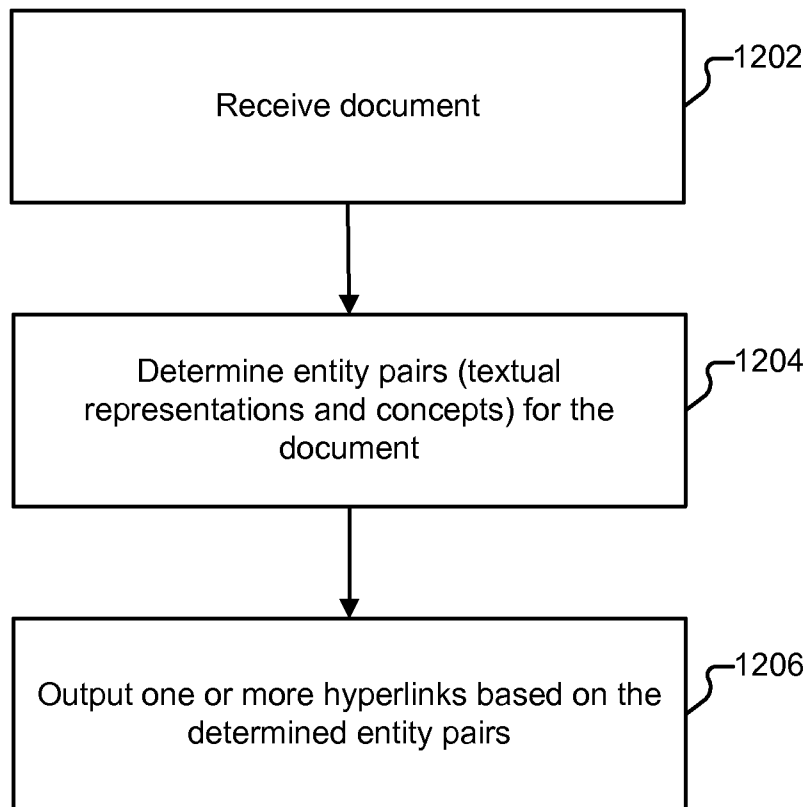 1202
Receive document
1204
Determine entity pairs (textual
representations and concepts) for the
document
1206
Output one or more hyperlinks based on the
determined entity pairs